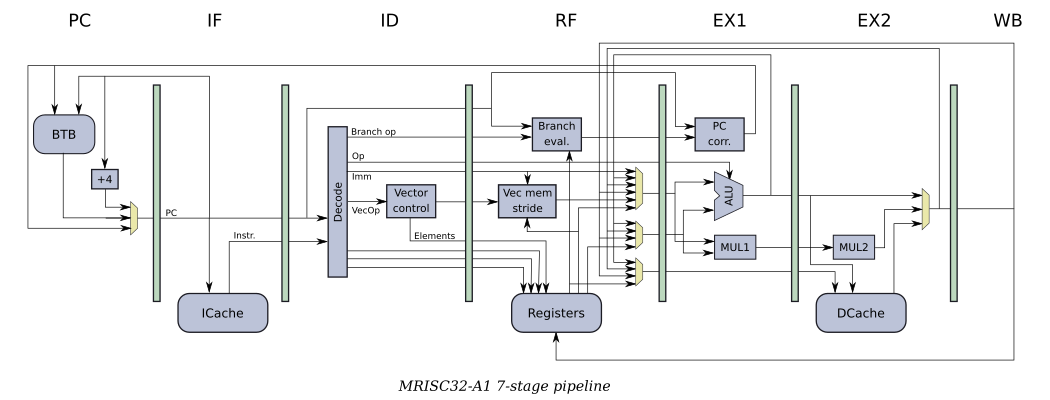 PC IF ID RF EX1 EX2 WB
BTB
+4
PC
Instr.
ICache
Decode
Branch op
Op
Imm
VecOp
Vector
control
Elements
Branch
eval.
Vec mem
stride
Registers
PC
corr.
ALU
MUL1
MUL2
DCache
MRISC32-A1 7-stage pipeline